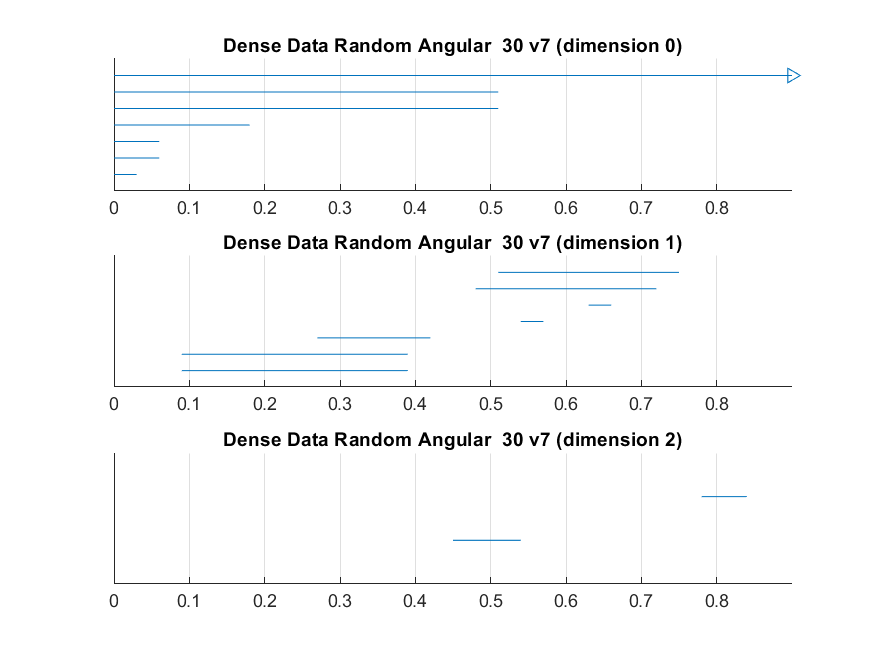 Dense Data Random Angular  30 v7 (dimension 0)
0 0.1 0.2 0.3 0.4 0.5 0.6 0.7 0.8
Dense Data Random Angular  30 v7 (dimension 1)
0 0.1 0.2 0.3 0.4 0.5 0.6 0.7 0.8
Dense Data Random Angular  30 v7 (dimension 2)
0 0.1 0.2 0.3 0.4 0.5 0.6 0.7 0.8